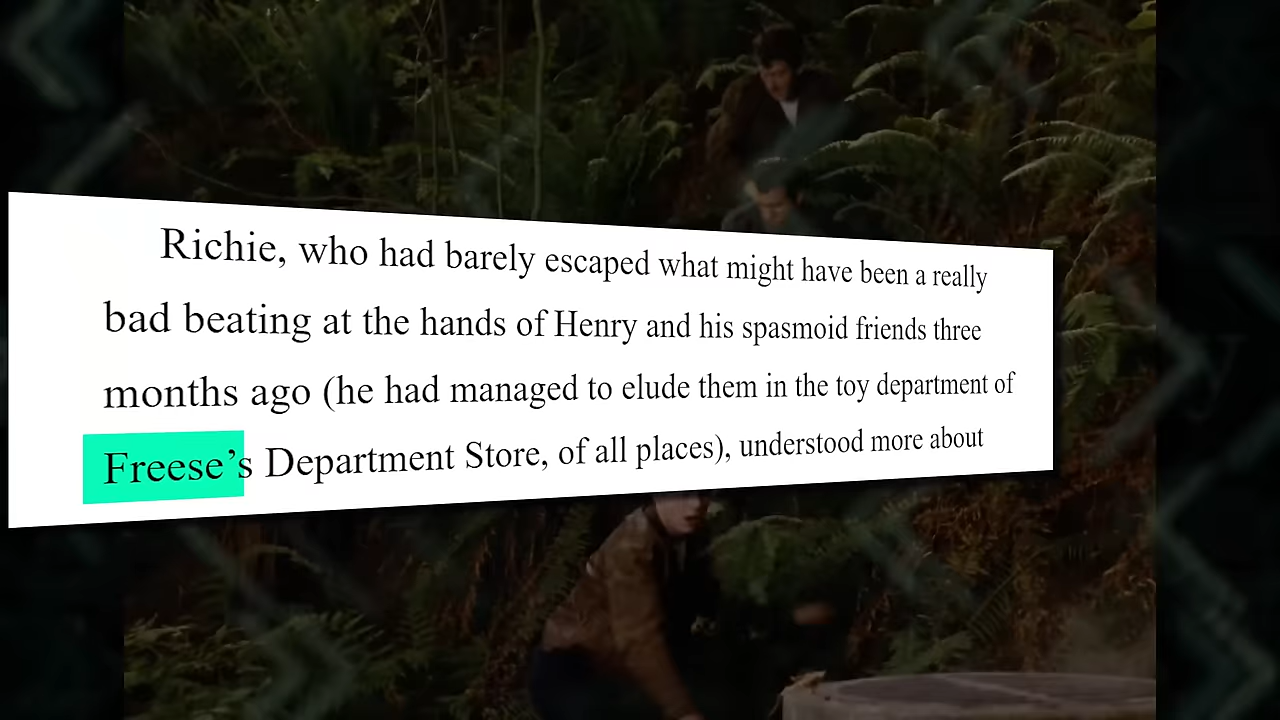 Richie, who had barely escaped what might have been a really
bad beating at the hands of Henry and his spasmoid friends three
months ago (he had managed to elude them in the toy department of
Freese’s Department Store, of all places), understood more about